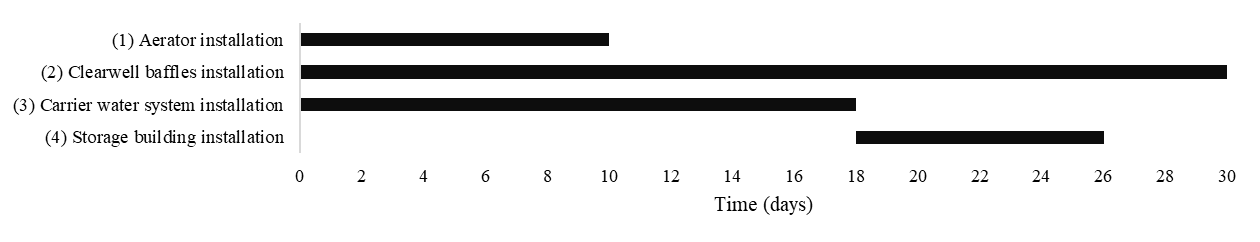 (1) Aerator installation
(2) Clearwell baffles installation
(3) Carrier water system installation
(4) Storage building installation
0 2 4 6 8 10 12 14 16 18 20 22 24 26 28 30
Time (days)